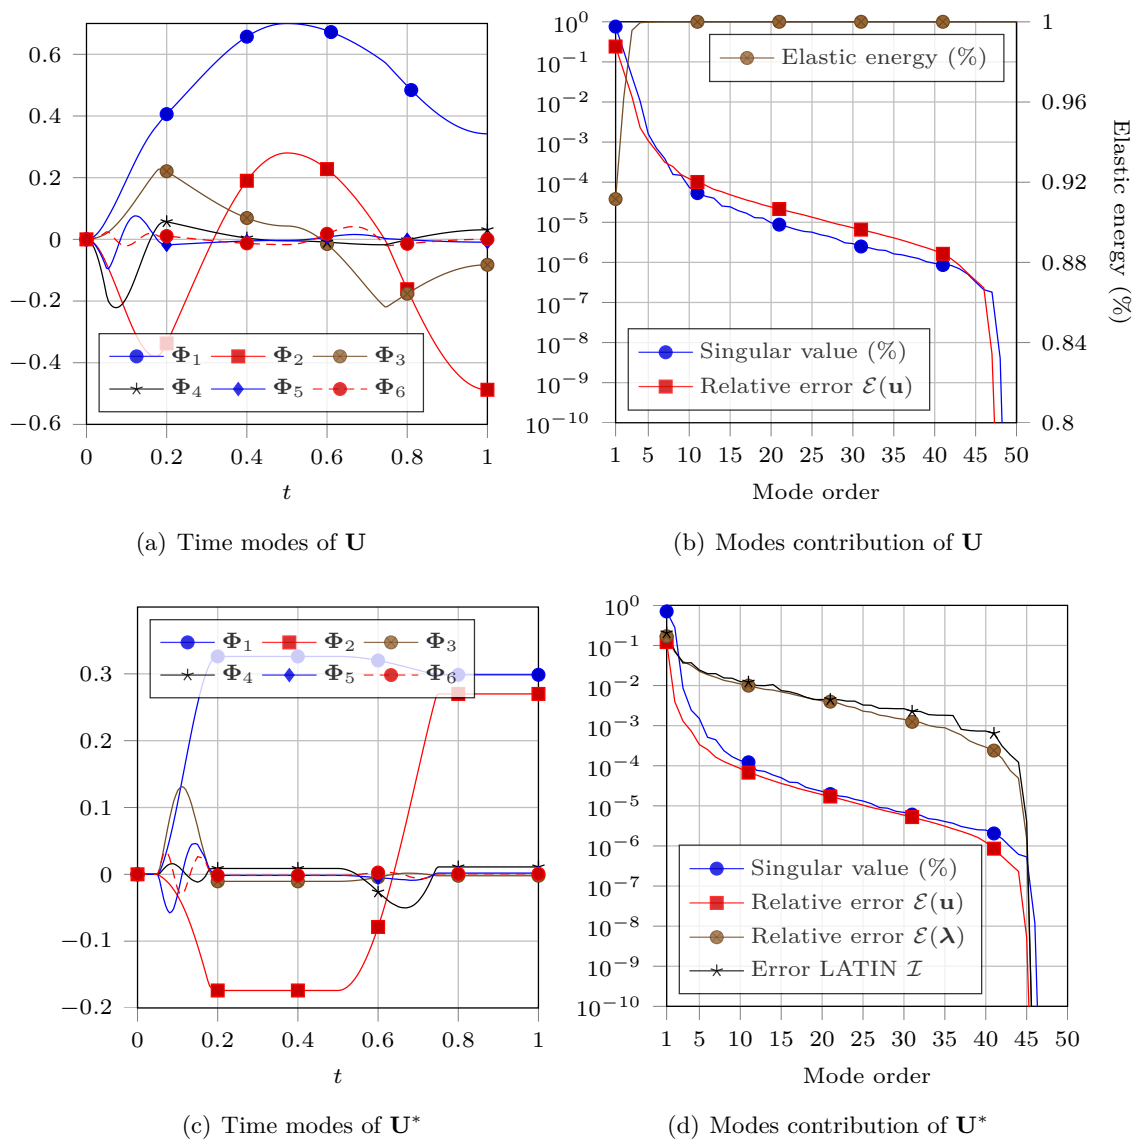 0.6
0.4
0.2
0
−0.2
−0.4
−0.6
0 0.2 0.4 0.6 0.8 1
t
Φ1 Φ2 Φ3
Φ4 Φ5 Φ6
(a) Time modes of U
10^0
10^−1
10^−2
10^−3
10^−4
10^−5
10^−6
10^−7
10^−8
10^−9
10^−10
1 5 10 15 20 25 30 35 40 45 50
Mode order
1
0.96
0.92
0.88
0.84
0.8
Elastic energy (%)
Elastic energy (%)
Singular value (%)
Relative error ℰ(u)
(b) Modes contribution of U
0.3
0.2
0.1
0
−0.1
−0.2
0 0.2 0.4 0.6 0.8 1
t
Φ1 Φ2 Φ3
Φ4 Φ5 Φ6
(c) Time modes of U*
10^0
10^−1
10^−2
10^−3
10^−4
10^−5
10^−6
10^−7
10^−8
10^−9
10^−10
1 5 10 15 20 25 30 35 40 45 50
Mode order
Singular value (%)
Relative error ℰ(u)
Relative error ℰ(λ)
Error LATIN ℐ
(d) Modes contribution of U*